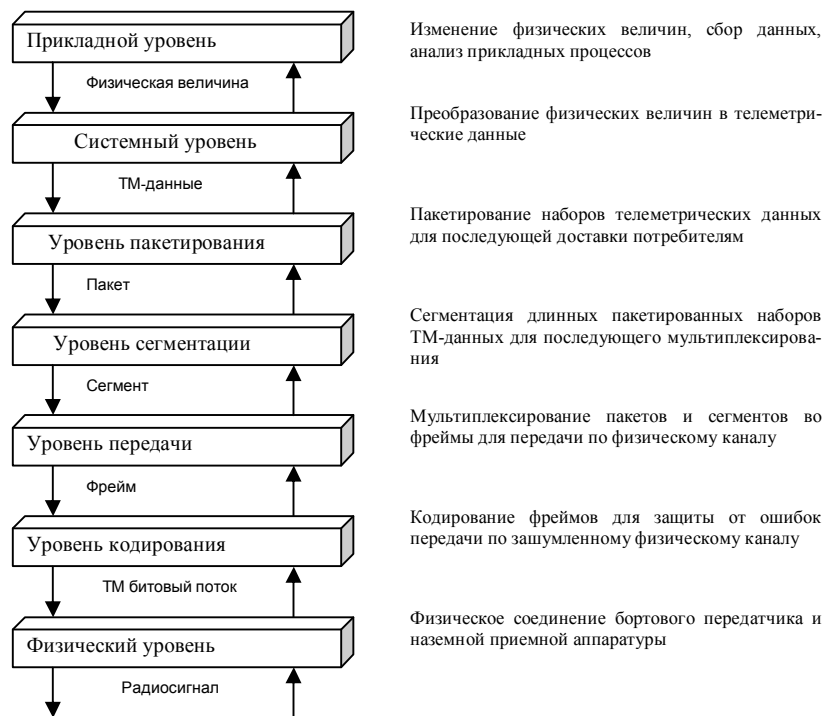 Прикладной уровень
Изменение физических величин, сбор данных,
анализ прикладных процессов
Физическая величина
Системный уровень
Преобразование физических величин в телеметри-
ческие данные
ТМ-данные
Уровень пакетирования
Пакетирование наборов телеметрических данных
для последующей доставки потребителям
Пакет
Уровень сегментации
Сегментация длинных пакетированных наборов
ТМ-данных для последующего мультиплексирова-
ния
Сегмент
Уровень передачи
Мультиплексирование пакетов и сегментов во
фреймы для передачи по физическому каналу
Фрейм
Уровень кодирования
Кодирование фреймов для защиты от ошибок
передачи по зашумленному физическому каналу
ТМ битовый поток
Физический уровень
Физическое соединение бортового передатчика и
наземной приемной аппаратуры
Радиосигнал